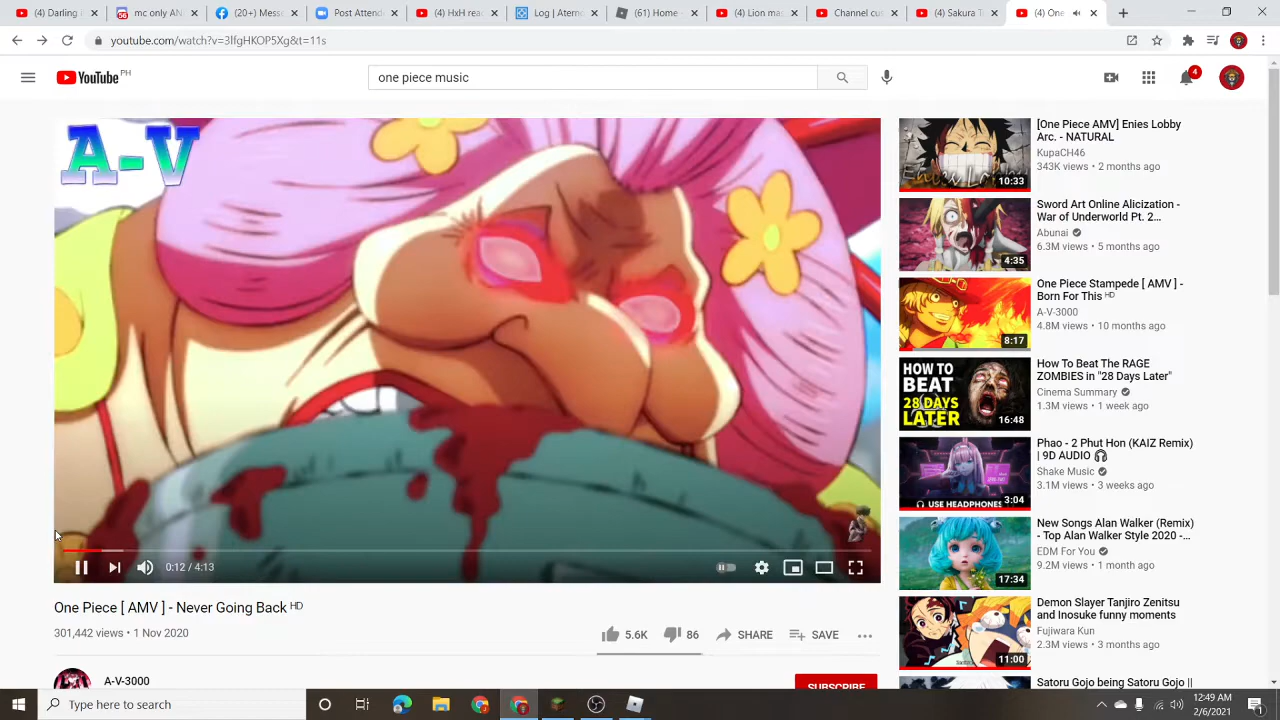 (4) Darling
mc only AN
(20+) Mess
Post Attende
(4) YH reac
Log | Atern
(61) Home
(4) Lion ma
Channel cu
(4) Sakura T
(4) One
youtube.com/watch?v=3lfgHKOP5Xg&t=11s
YouTube PH
one piece music
4
A-V
[One Piece AMV] Enies Lobby
Arc. - NATURAL
KupaCH46
343K views • 2 months ago
10:33
Sword Art Online Alicization -
War of Underworld Pt. 2...
Abunai
6.3M views • 5 months ago
4:35
One Piece Stampede [ AMV ] -
Born For This HD
A-V-3000
4.8M views • 10 months ago
8:17
HOW TO
BEAT
28 DAYS
LATER
16:48
How To Beat The RAGE
ZOMBIES in "28 Days Later"
Cinema Summary
1.3M views • 1 week ago
Phao - 2 Phut Hon (KAIZ Remix)
| 9D AUDIO 🎧
Shake Music
3.1M views • 3 weeks ago
USE HEADPHONES
3:04
New Songs Alan Walker (Remix)
- Top Alan Walker Style 2020 -...
EDM For You
9.2M views • 1 month ago
17:34
Demon Slayer Tanjiro Zenitsu
and Inosuke funny moments
Fujiwara Kun
2.3M views • 3 months ago
11:00
Satoru Gojo being Satoru Gojo ||
0:12 / 4:13
One Piece [ AMV ] - Never Going Back HD
301,442 views • 1 Nov 2020
5.6K
86
SHARE
SAVE
A-V-3000
SUBSCRIBE
Type here to search
12:49 AM
2/6/2021